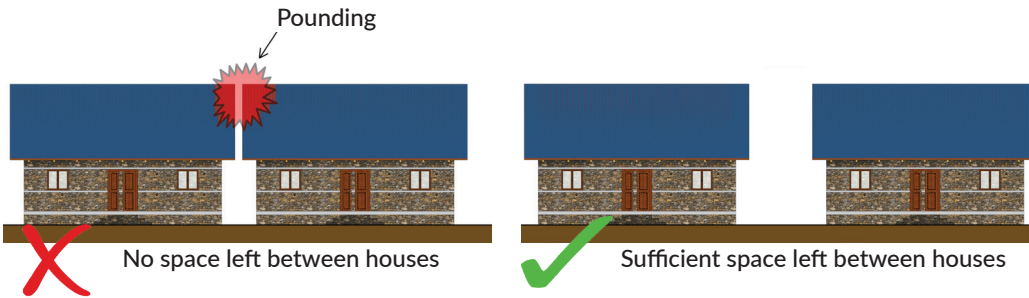 Pounding
No space left between houses
Sufficient space left between houses